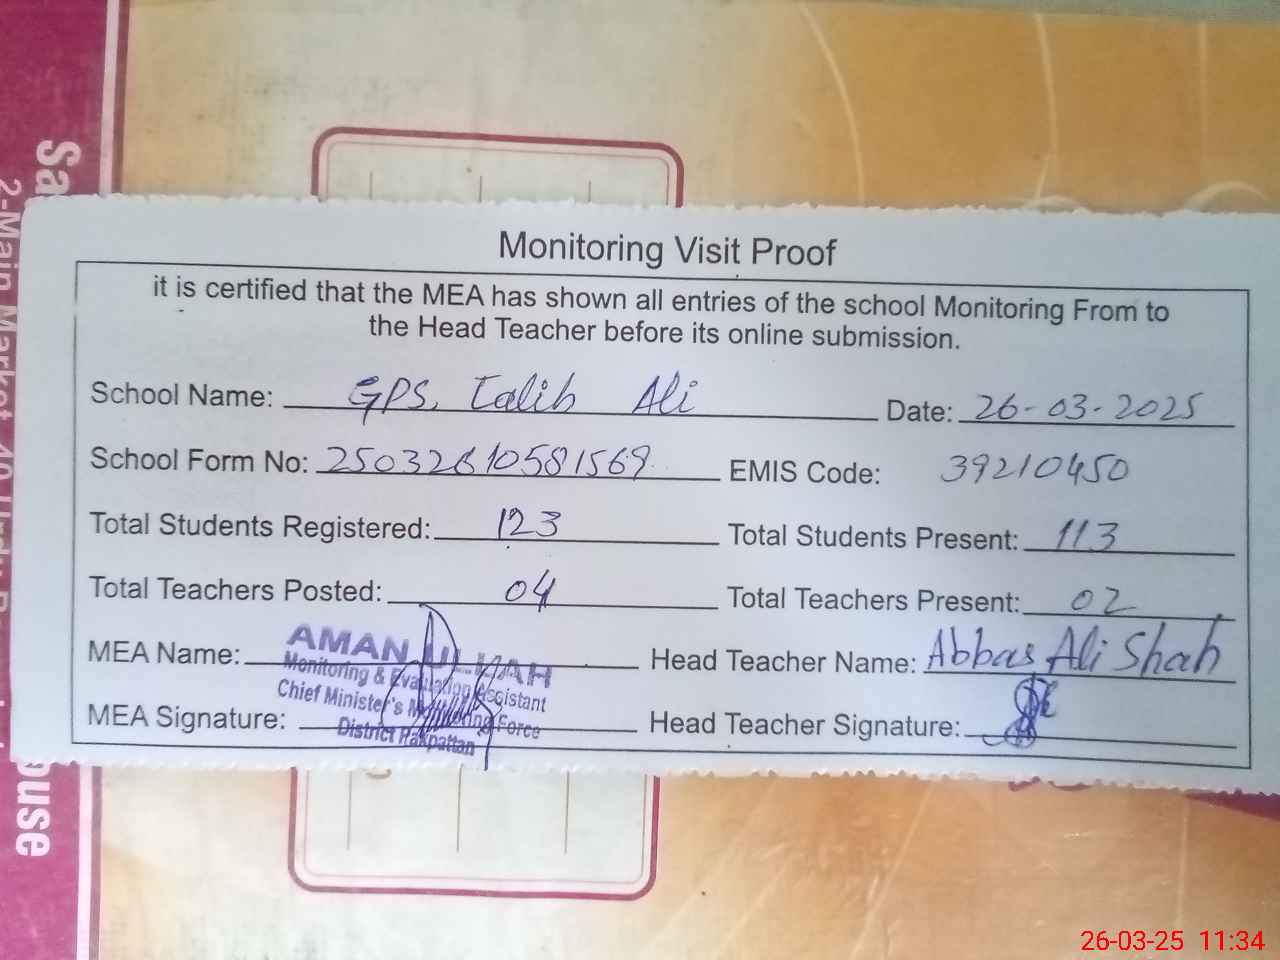 Monitoring Visit Proof
it is certified that the MEA has shown all entries of the school Monitoring From to
the Head Teacher before its online submission.
School Name: GPS, Talib Ali Date: 26-03-2025
School Form No: 25032610581569 EMIS Code: 39210450
Total Students Registered: 123 Total Students Present: 113
Total Teachers Posted: 04 Total Teachers Present: 02
MEA Name: AMAN ULLAH Head Teacher Name: Abbas Ali Shah
Monitoring & Evaluation Assistant
Chief Minister's Monitoring Force
MEA Signature: Head Teacher Signature:
District Pakpattan
2-Main Market
ouse
26-03-25 11:34